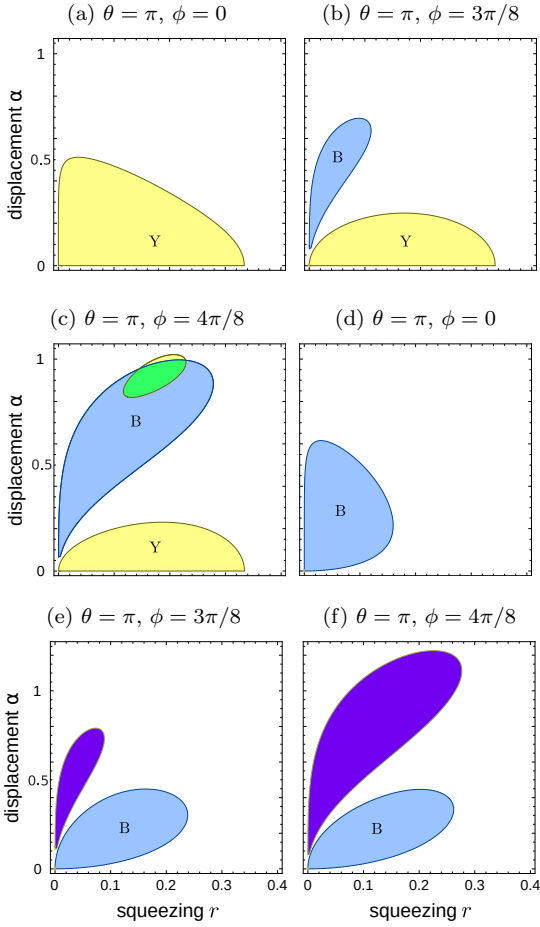 (a) θ = π, ϕ = 0
(b) θ = π, ϕ = 3π/8
displacement α
1
0.5
0
Y
B
Y
(c) θ = π, ϕ = 4π/8
(d) θ = π, ϕ = 0
displacement α
1
0.5
0
B
Y
B
(e) θ = π, ϕ = 3π/8
(f) θ = π, ϕ = 4π/8
displacement α
1
0.5
0
B
B
0 0.1 0.2 0.3 0.4
0 0.1 0.2 0.3 0.4
squeezing r
squeezing r